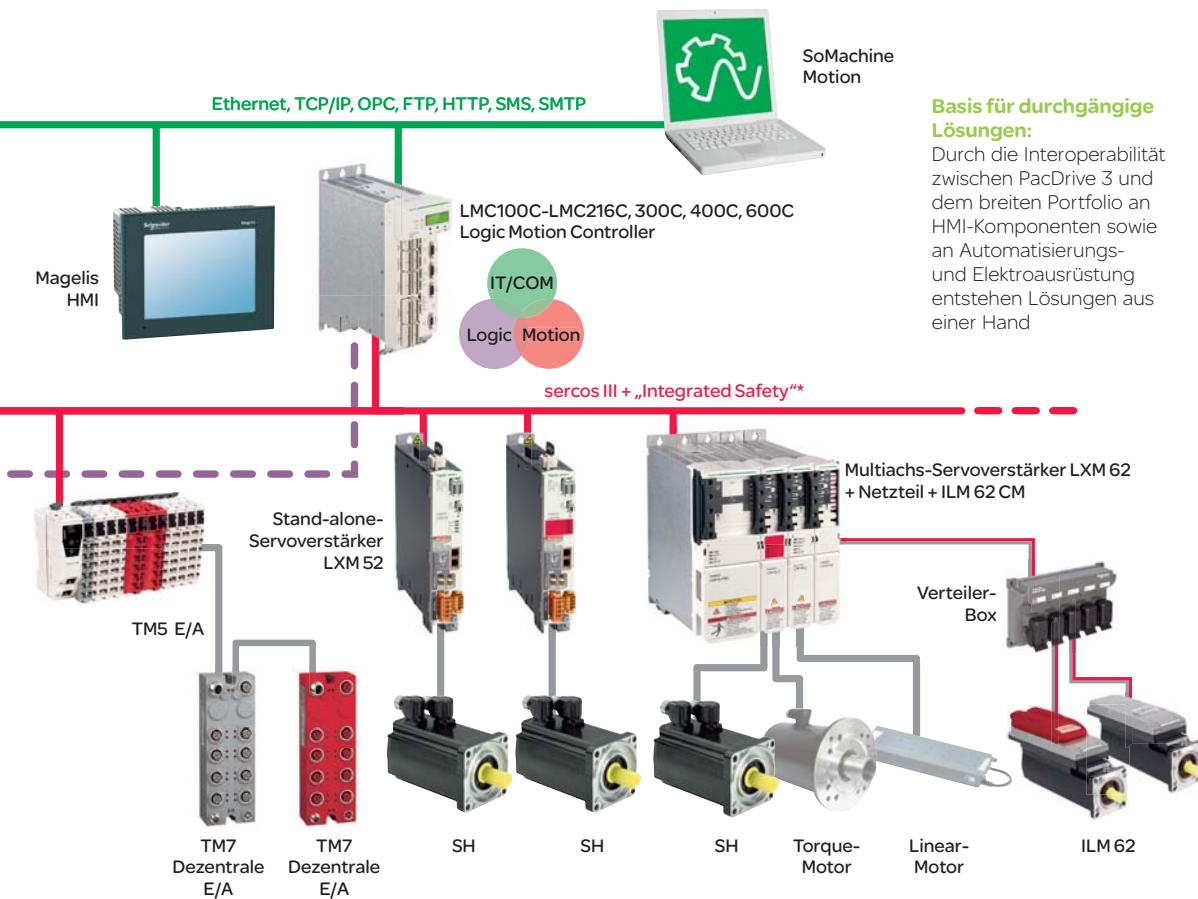 SoMachine
Motion
Ethernet, TCP/IP, OPC, FTP, HTTP, SMS, SMTP
Basis für durchgängige
Lösungen:
Durch die Interoperabilität
zwischen PacDrive 3 und
dem breiten Portfolio an
HMI-Komponenten sowie
an Automatisierungs-
und Elektroausrüstung
entstehen Lösungen aus
einer Hand
Magelis
HMI
LMC100C-LMC216C, 300C, 400C, 600C
Logic Motion Controller
IT/COM
Logic
Motion
sercos III + „Integrated Safety“*
Stand-alone-
Servoverstärker
LXM 52
Multiachs-Servoverstärker LXM 62
+ Netzteil + ILM 62 CM
Verteiler-
Box
TM5 E/A
TM7
Dezentrale
E/A
TM7
Dezentrale
E/A
SH
SH
SH
Torque-
Motor
Linear-
Motor
ILM 62